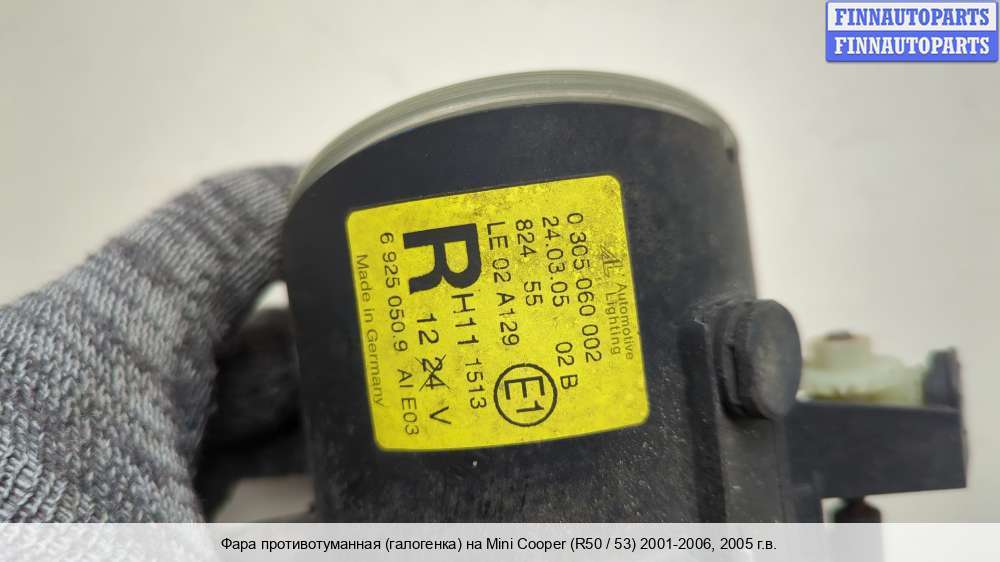 FINNAUTOPARTS
FINNAUTOPARTS
AL Automotive Lighting
0 305 060 002
24.03.05 02 B
824 55
LE 02 A129 E1
R H11 1513
12 24 V
6 925 050.9 AI E03
Made in Germany
Фара противотуманная (галогенка) на Mini Cooper (R50 / 53) 2001-2006, 2005 г.в.